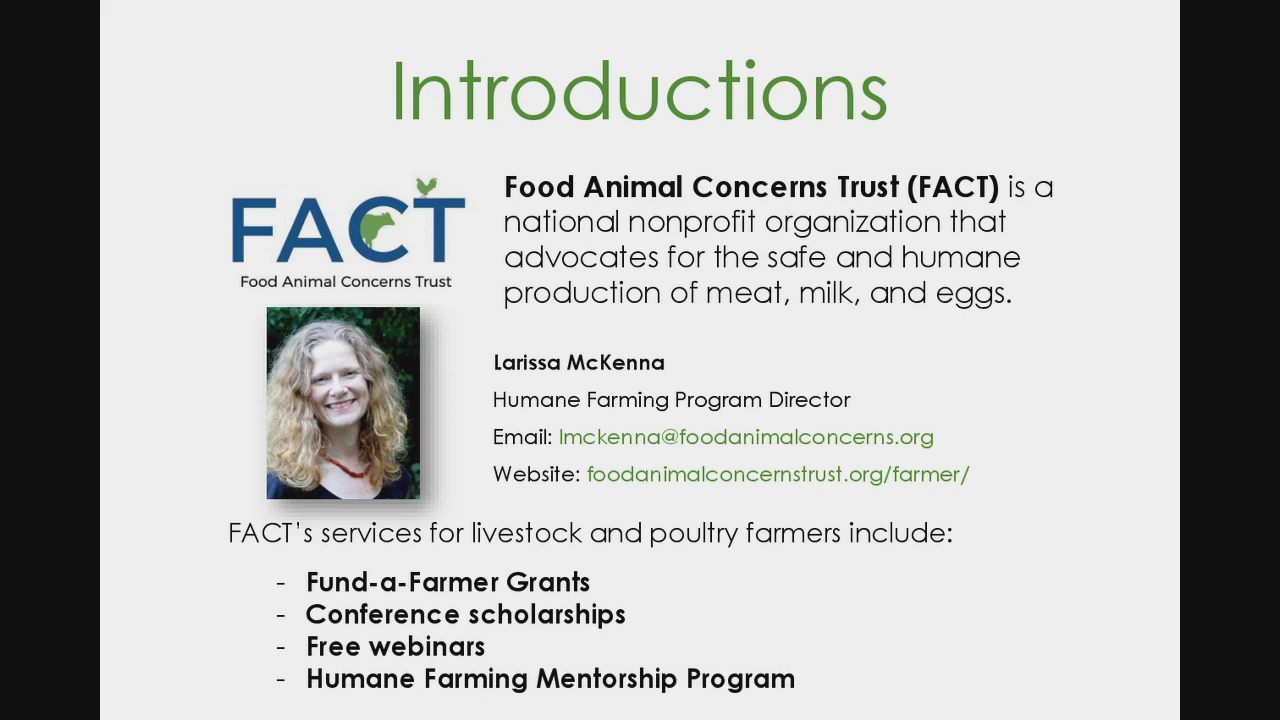 Introductions
FACT
Food Animal Concerns Trust
Food Animal Concerns Trust (FACT) is a
national nonprofit organization that
advocates for the safe and humane
production of meat, milk, and eggs.
Larissa McKenna
Humane Farming Program Director
Email: lmckenna@foodanimalconcerns.org
Website: foodanimalconcernstrust.org/farmer/
FACT's services for livestock and poultry farmers include:
- Fund-a-Farmer Grants
- Conference scholarships
- Free webinars
- Humane Farming Mentorship Program